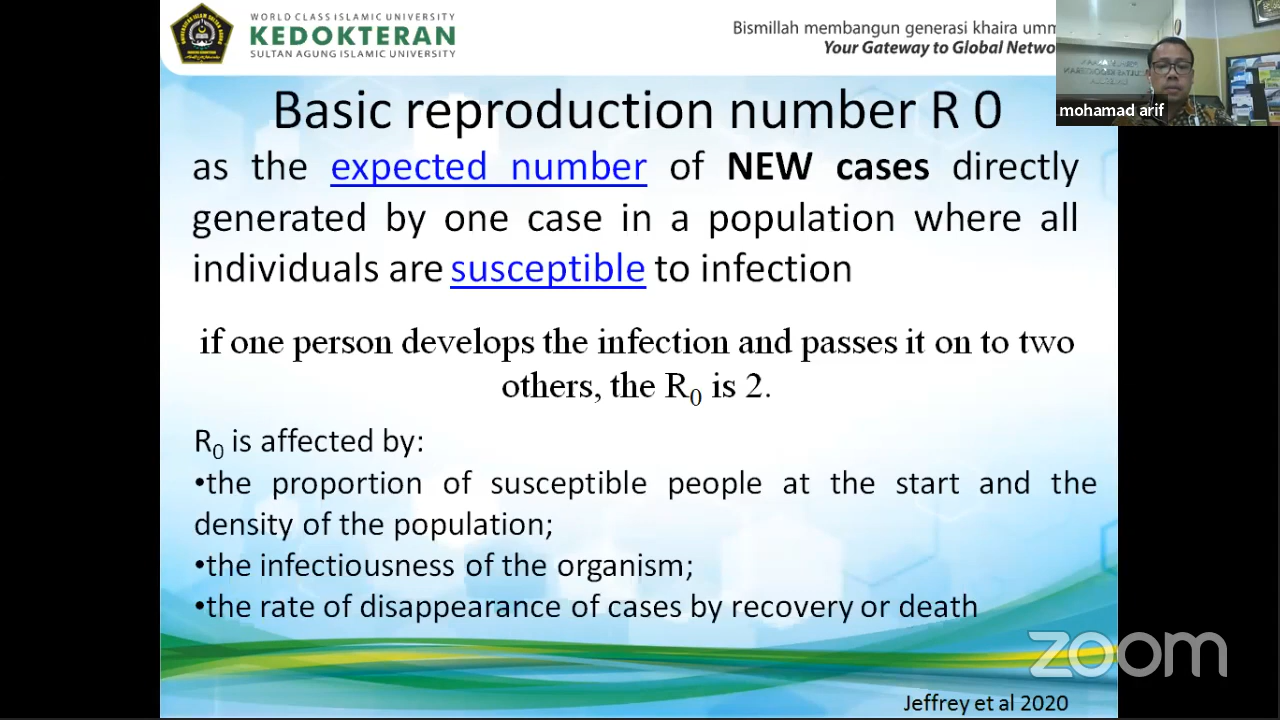 WORLD CLASS ISLAMIC UNIVERSITY
KEDOKTERAN
SULTAN AGUNG ISLAMIC UNIVERSITY
Bismillah membangun generasi khaira umm
Your Gateway to Global Netwo
mohamad arif
Basic reproduction number R 0
as the expected number of NEW cases directly
generated by one case in a population where all
individuals are susceptible to infection
if one person develops the infection and passes it on to two
others, the R0 is 2.
R0 is affected by:
•the proportion of susceptible people at the start and the
density of the population;
•the infectiousness of the organism;
•the rate of disappearance of cases by recovery or death
zoom
Jeffrey et al 2020